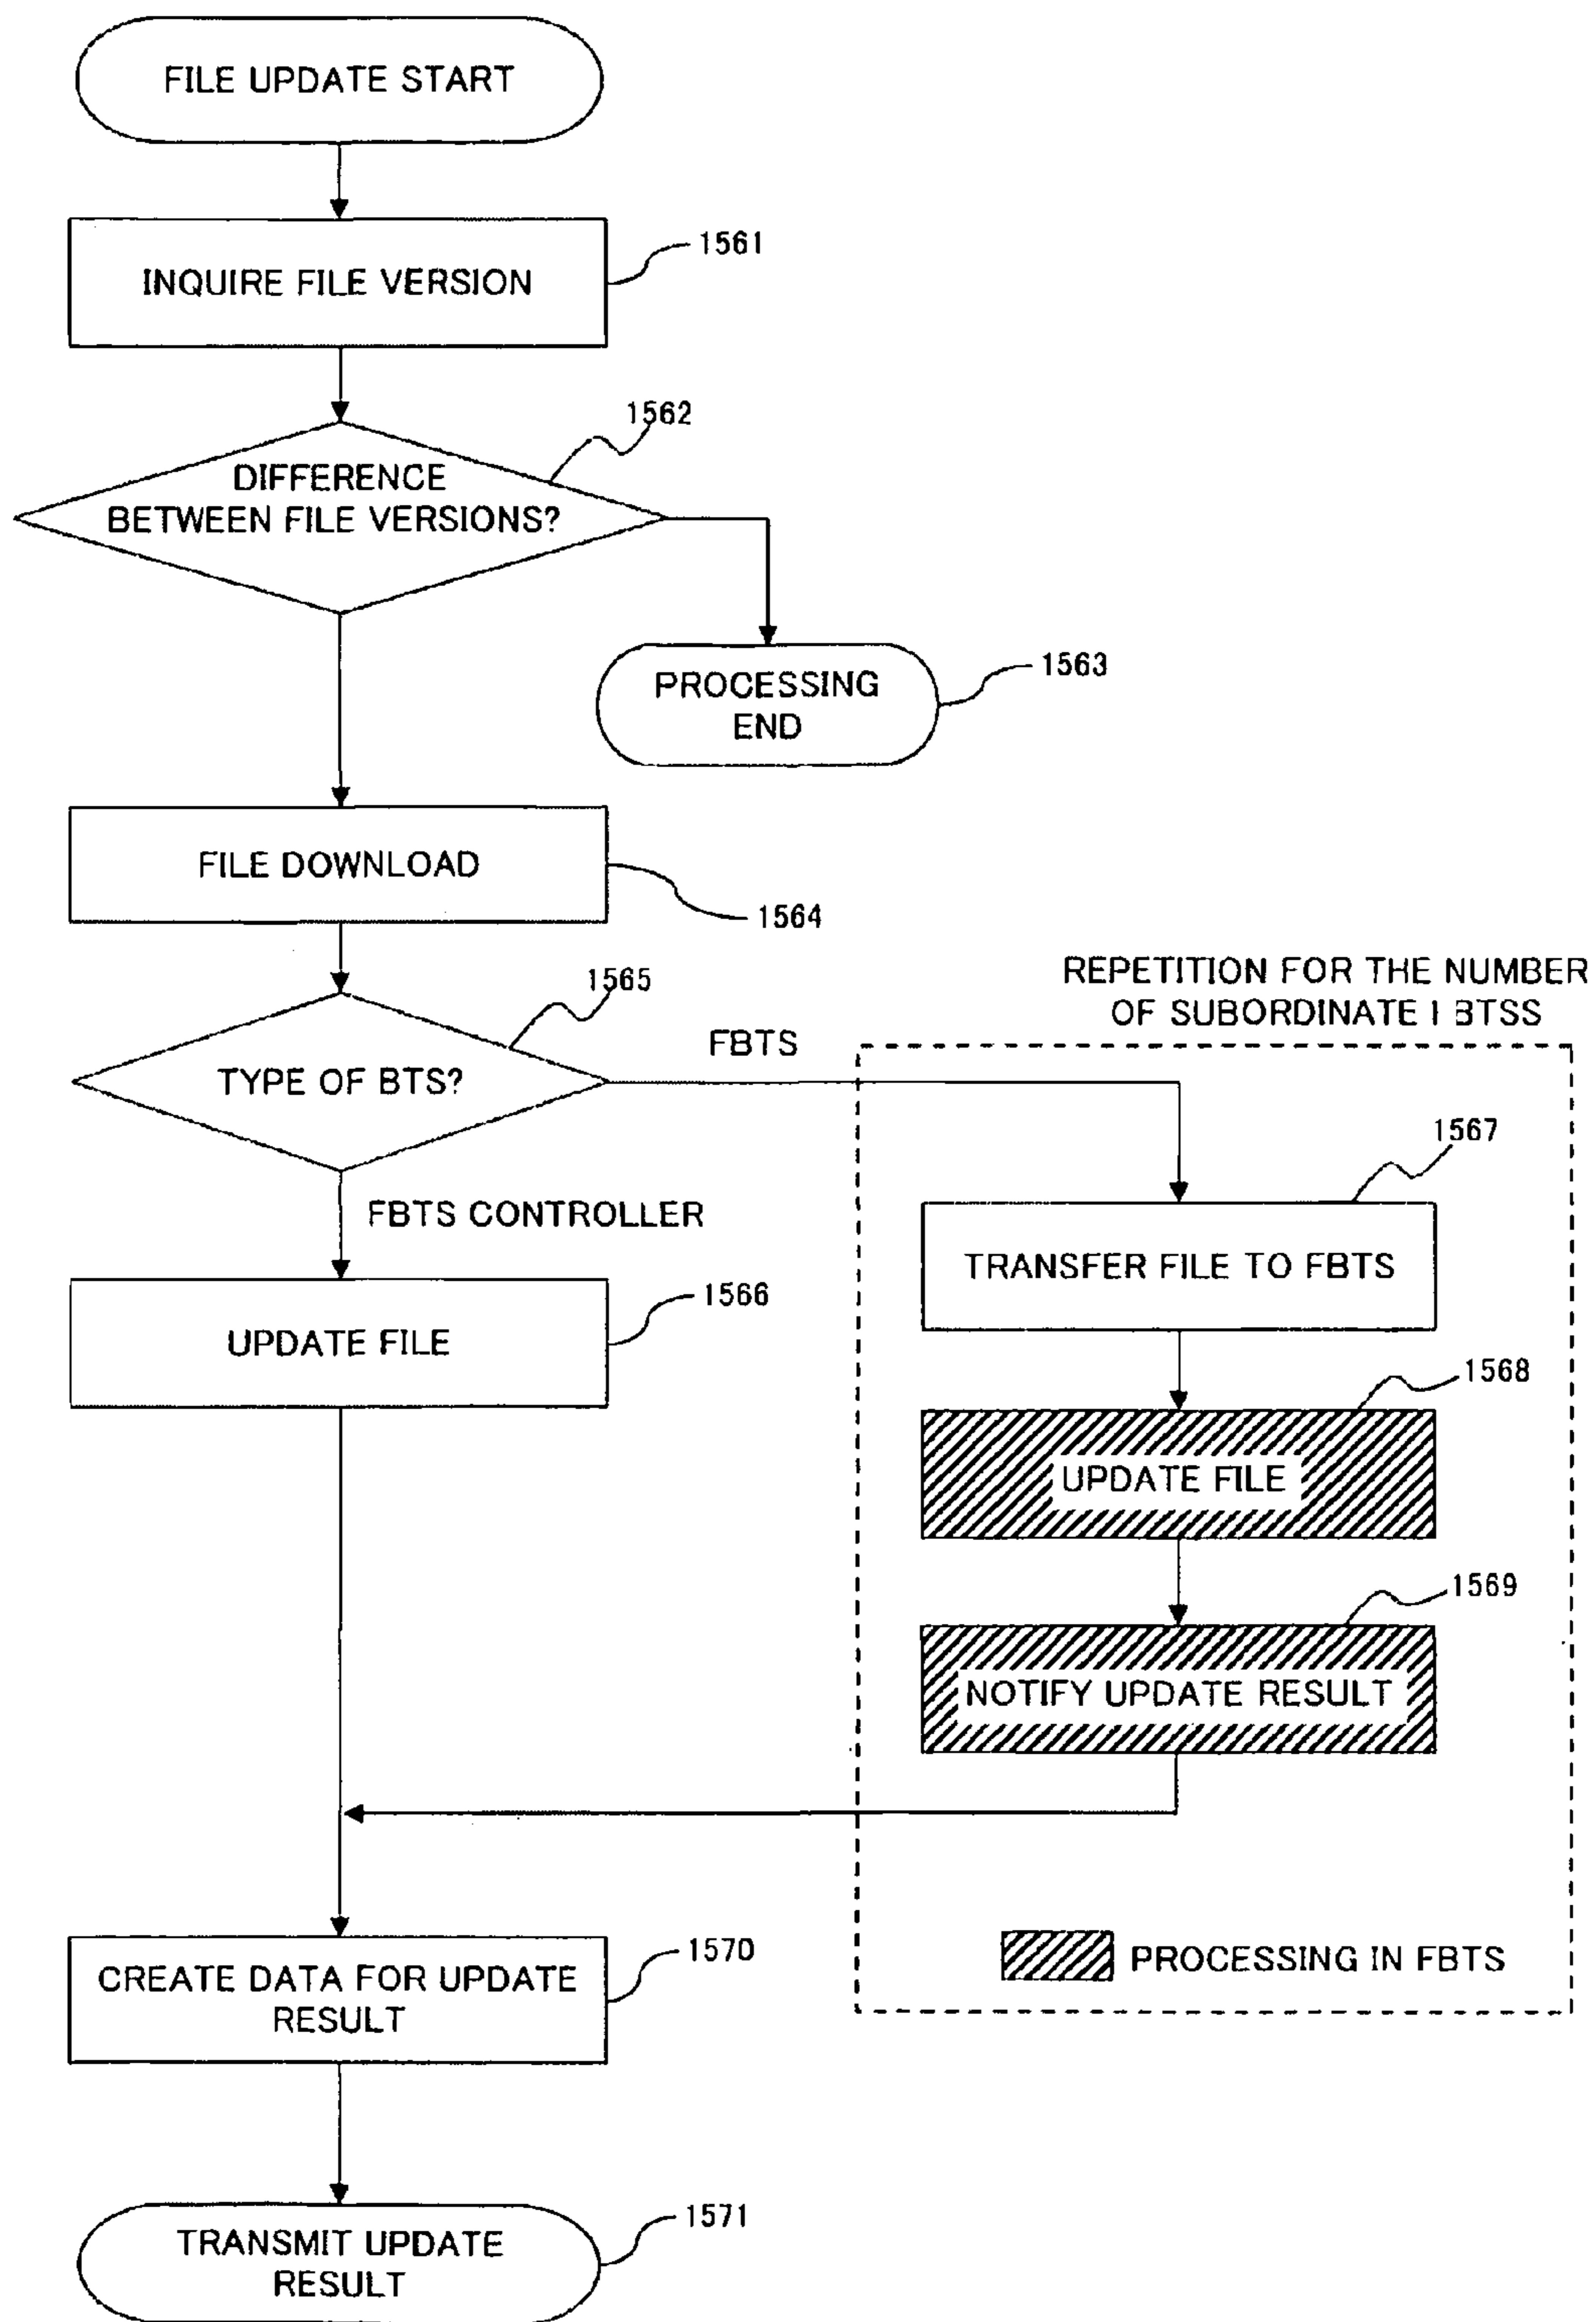 FILE UPDATE START
INQUIRE FILE VERSION
1561
1562
DIFFERENCE
BETWEEN FILE VERSIONS?
PROCESSING
END
1563
FILE DOWNLOAD
1564
1565
TYPE OF BTS?
FBTS
REPETITION FOR THE NUMBER
OF SUBORDINATE BTSS
FBTS CONTROLLER
UPDATE FILE
1566
1567
TRANSFER FILE TO FBTS
1568
UPDATE FILE
1569
NOTIFY UPDATE RESULT
PROCESSING IN FBTS
CREATE DATA FOR UPDATE
RESULT
1570
TRANSMIT UPDATE
RESULT
1571